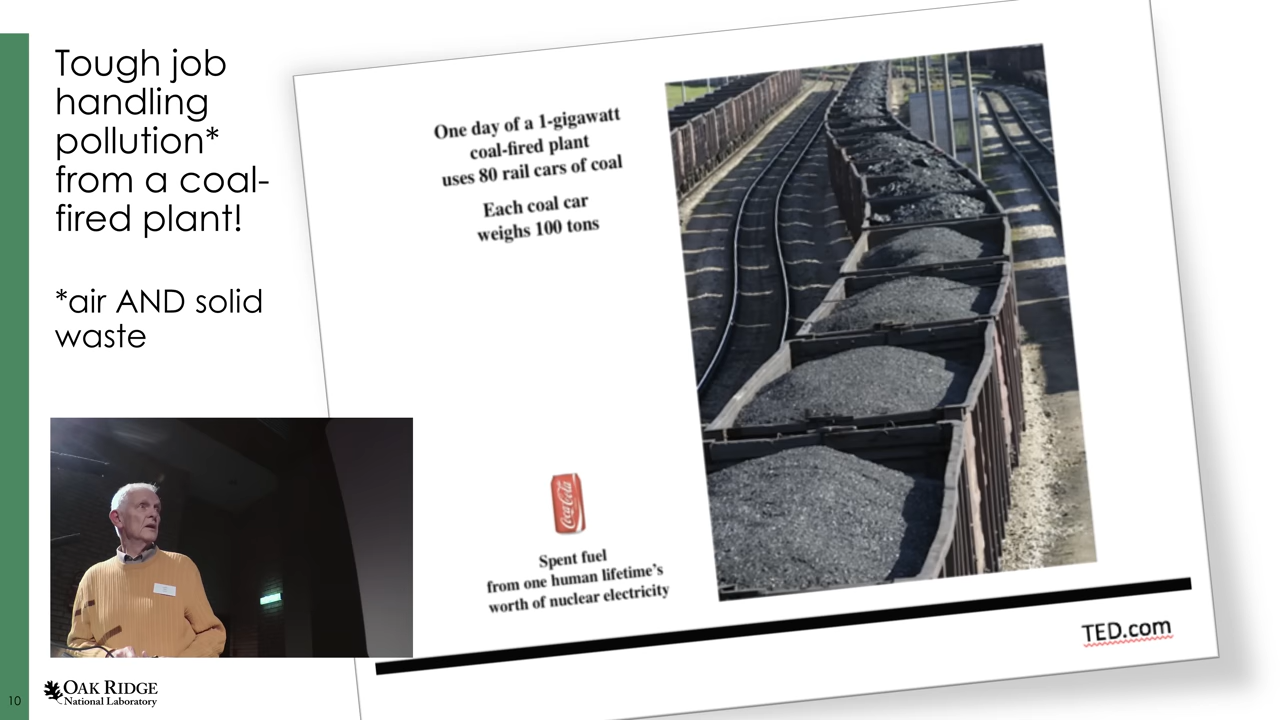 Tough job
handling
pollution*
from a coal-
fired plant!
*air AND solid
waste
One day of a 1-gigawatt
coal-fired plant
uses 80 rail cars of coal
Each coal car
weighs 100 tons
Coca-Cola
Spent fuel
from one human lifetime's
worth of nuclear electricity
TED.com
10
OAK RIDGE
National Laboratory